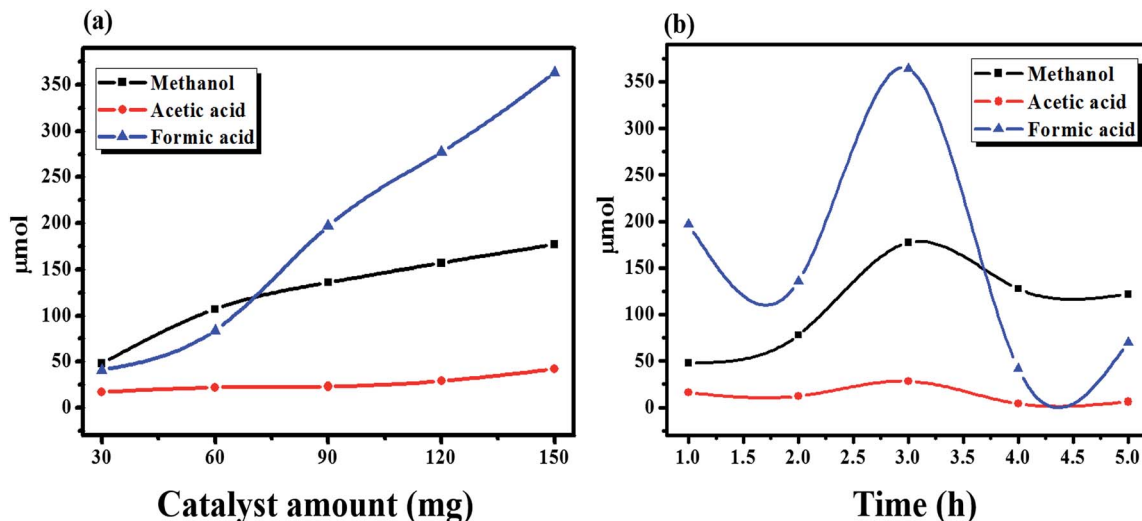 (a)
Methanol
Acetic acid
Formic acid
350
300
250
200
150
100
50
0
μmol
30 60 90 120 150
Catalyst amount (mg)
(b)
Methanol
Acetic acid
Formic acid
350
300
250
200
150
100
50
0
μmol
1.0 1.5 2.0 2.5 3.0 3.5 4.0 4.5 5.0
Time (h)